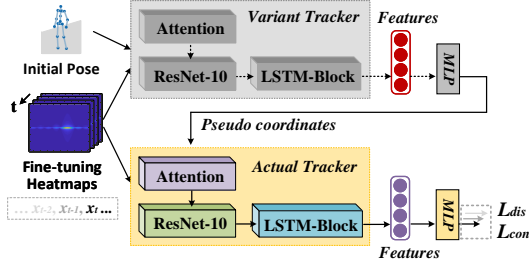 Variant Tracker
Features
Attention
Initial Pose
ResNet-10
LSTM-Block
MLP
t
Pseudo coordinates
Fine-tuning
Heatmaps
Actual Tracker
Attention
... Xt-2, Xt-1, Xt ...
ResNet-10
LSTM-Block
MLP
Ldis
Lcon
Features